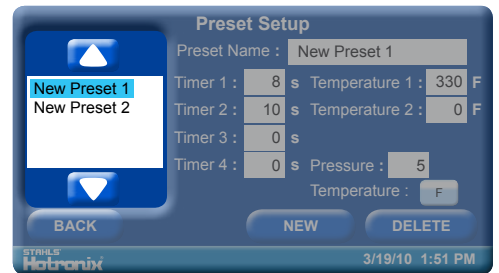 Preset Setup
Preset Name : New Preset 1
New Preset 1
New Preset 2
Timer 1 : 8 s Temperature 1 : 330 F
Timer 2 : 10 s Temperature 2 : 0 F
Timer 3 : 0 s
Timer 4 : 0 s Pressure : 5
Temperature : F
BACK NEW DELETE
STAHLS'
Hotronix 3/19/10 1:51 PM